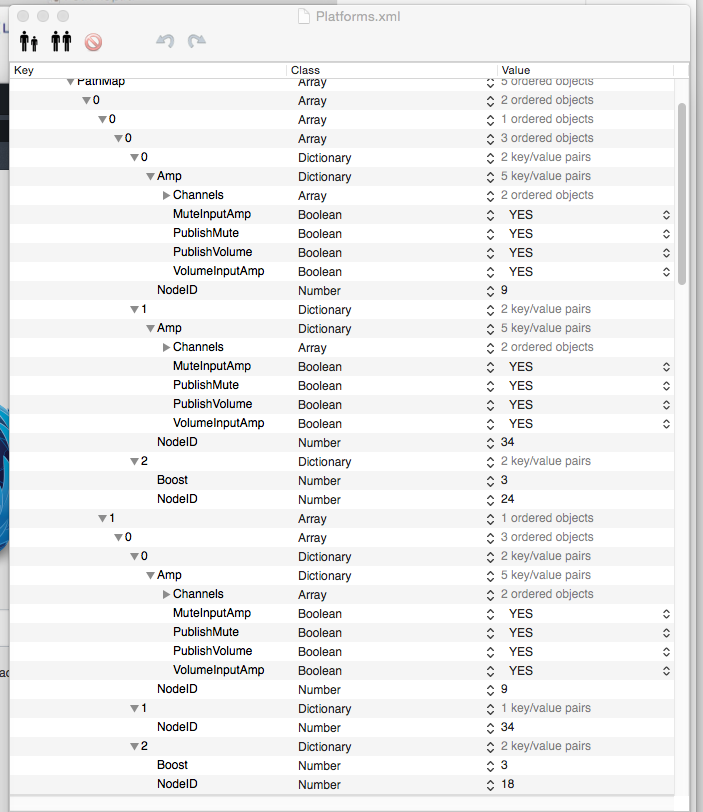 Platforms.xml
Key Class Value
PathMap Array 5 ordered objects
0 Array 2 ordered objects
0 Array 1 ordered objects
0 Array 3 ordered objects
0 Dictionary 2 key/value pairs
Amp Dictionary 5 key/value pairs
Channels Array 2 ordered objects
MuteInputAmp Boolean YES
PublishMute Boolean YES
PublishVolume Boolean YES
VolumeInputAmp Boolean YES
NodeID Number 9
1 Dictionary 2 key/value pairs
Amp Dictionary 5 key/value pairs
Channels Array 2 ordered objects
MuteInputAmp Boolean YES
PublishMute Boolean YES
PublishVolume Boolean YES
VolumeInputAmp Boolean YES
NodeID Number 34
2 Dictionary 2 key/value pairs
Boost Number 3
NodeID Number 24
1 Array 1 ordered objects
0 Array 3 ordered objects
0 Dictionary 2 key/value pairs
Amp Dictionary 5 key/value pairs
Channels Array 2 ordered objects
MuteInputAmp Boolean YES
PublishMute Boolean YES
PublishVolume Boolean YES
VolumeInputAmp Boolean YES
NodeID Number 9
1 Dictionary 1 key/value pairs
NodeID Number 34
2 Dictionary 2 key/value pairs
Boost Number 3
NodeID Number 18